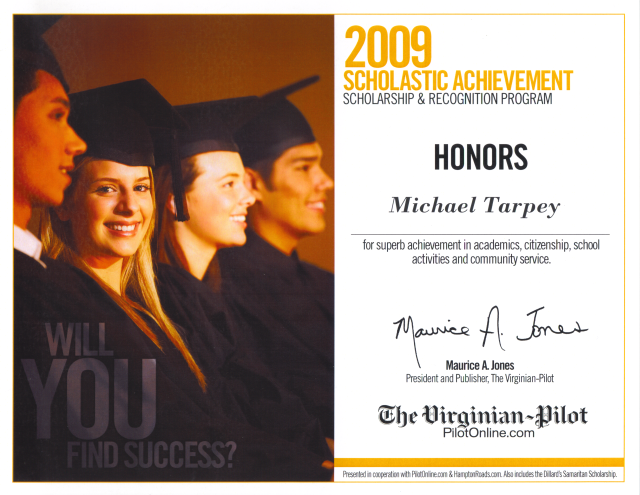 2009
SCHOLASTIC ACHIEVEMENT
SCHOLARSHIP & RECOGNITION PROGRAM
HONORS
Michael Tarpey
for superb achievement in academics, citizenship, school
activities and community service.
Maurice A. Jones
Maurice A. Jones
President and Publisher, The Virginian-Pilot
The Virginian-Pilot
PilotOnline.com
Presented in cooperation with PilotOnline.com & HamptonRoads.com. Also includes the Dillard's Samaritan Scholarship.
WILL
YOU
FIND SUCCESS?